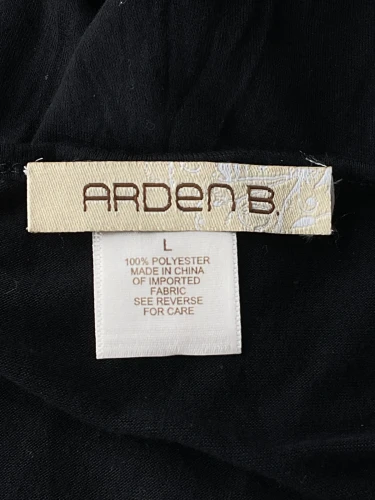 ARDEN B.
L
100% POLYESTER
MADE IN CHINA
OF IMPORTED
FABRIC
SEE REVERSE
FOR CARE